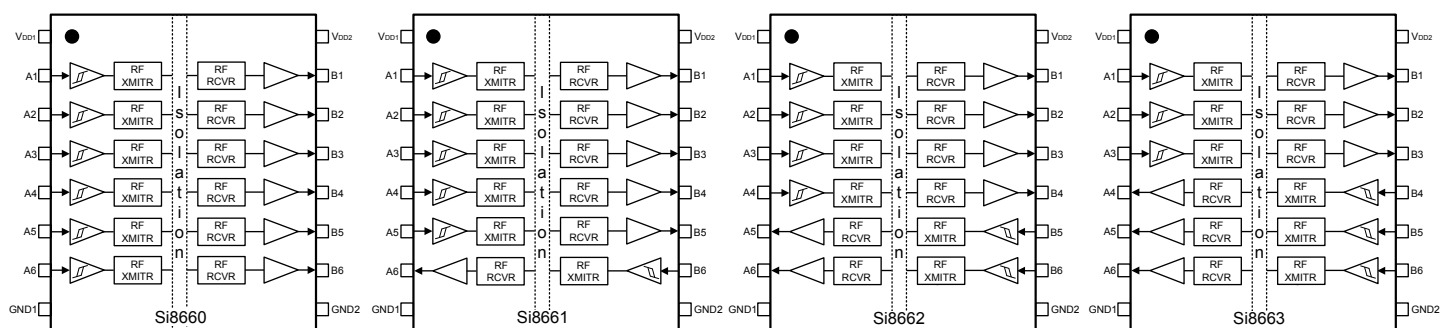 VDD1 VDD2
A1 RF XMITR RF RCVR B1
A2 RF XMITR RF RCVR B2
A3 RF XMITR RF RCVR B3
A4 RF XMITR RF RCVR B4
A5 RF XMITR RF RCVR B5
A6 RF XMITR RF RCVR B6
Isolation
GND1 GND2
Si8660
VDD1 VDD2
A1 RF XMITR RF RCVR B1
A2 RF XMITR RF RCVR B2
A3 RF XMITR RF RCVR B3
A4 RF XMITR RF RCVR B4
A5 RF XMITR RF RCVR B5
A6 RF RCVR RF XMITR B6
Isolation
GND1 GND2
Si8661
VDD1 VDD2
A1 RF XMITR RF RCVR B1
A2 RF XMITR RF RCVR B2
A3 RF XMITR RF RCVR B3
A4 RF XMITR RF RCVR B4
A5 RF RCVR RF XMITR B5
A6 RF RCVR RF XMITR B6
Isolation
GND1 GND2
Si8662
VDD1 VDD2
A1 RF XMITR RF RCVR B1
A2 RF XMITR RF RCVR B2
A3 RF XMITR RF RCVR B3
A4 RF RCVR RF XMITR B4
A5 RF RCVR RF XMITR B5
A6 RF RCVR RF XMITR B6
Isolation
GND1 GND2
Si8663